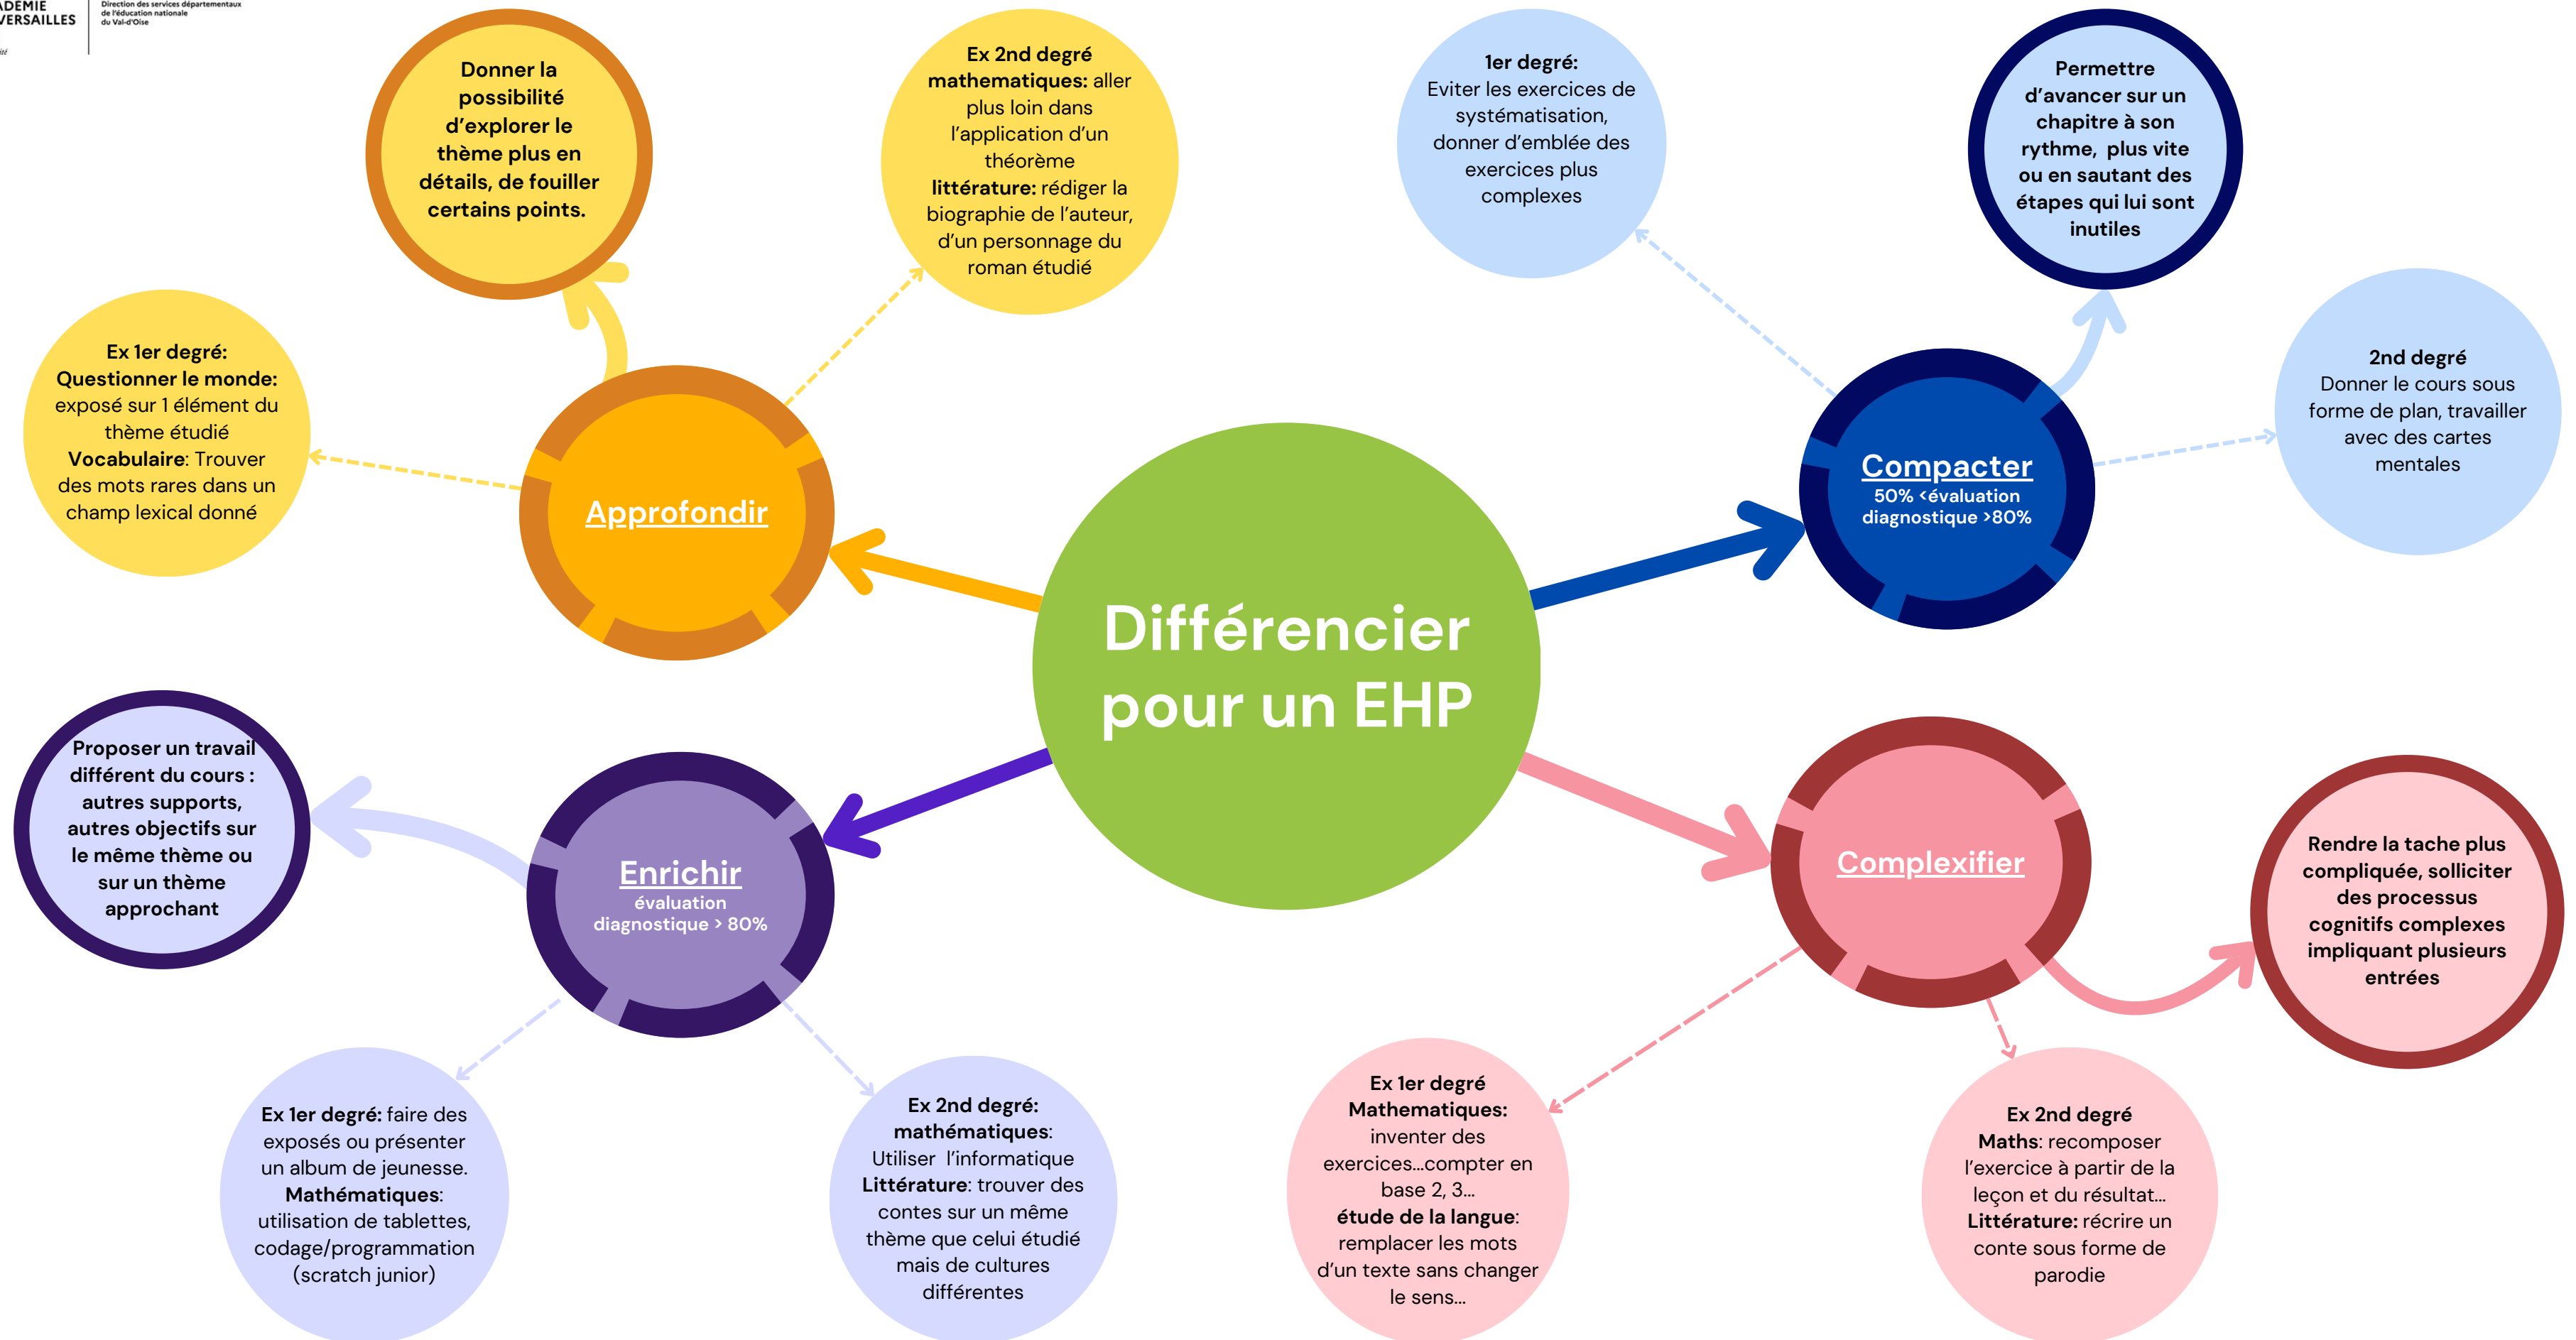 Direction des services départementaux
de l'éducation nationale
du Val-d'Oise
Donner la
possibilité
d'explorer le
thème plus en
détails, de fouiller
certains points.
Ex 2nd degré
mathematiques: aller
plus loin dans
l'application d'un
théorème
littérature: rédiger la
biographie de l'auteur,
d'un personnage du
roman étudié
1er degré:
Eviter les exercices de
systématisation,
donner d'emblée des
exercices plus
complexes
Permettre
d'avancer sur un
chapitre à son
rythme, plus vite
ou en sautant des
étapes qui lui sont
inutiles
Ex 1er degré:
Questionner le monde:
exposé sur 1 élément du
thème étudié
Vocabulaire: Trouver
des mots rares dans un
champ lexical donné
Approfondir
Compacter
50% <évaluation
diagnostique >80%
2nd degré
Donner le cours sous
forme de plan, travailler
avec des cartes
mentales
Différencier
pour un EHP
Proposer un travail
différent du cours :
autres supports,
autres objectifs sur
le même thème ou
sur un thème
approchant
Enrichir
évaluation
diagnostique > 80%
Complexifier
Rendre la tache plus
compliquée, solliciter
des processus
cognitifs complexes
impliquant plusieurs
entrées
Ex 1er degré: faire des
exposés ou présenter
un album de jeunesse.
Mathématiques:
utilisation de tablettes,
codage/programmation
(scratch junior)
Ex 2nd degré:
mathématiques:
Utiliser l'informatique
Littérature: trouver des
contes sur un même
thème que celui étudié
mais de cultures
différentes
Ex 1er degré
Mathematiques:
inventer des
exercices...compter en
base 2, 3...
étude de la langue:
remplacer les mots
d'un texte sans changer
le sens...
Ex 2nd degré
Maths: recomposer
l'exercice à partir de la
leçon et du résultat...
Littérature: récrire un
conte sous forme de
parodie